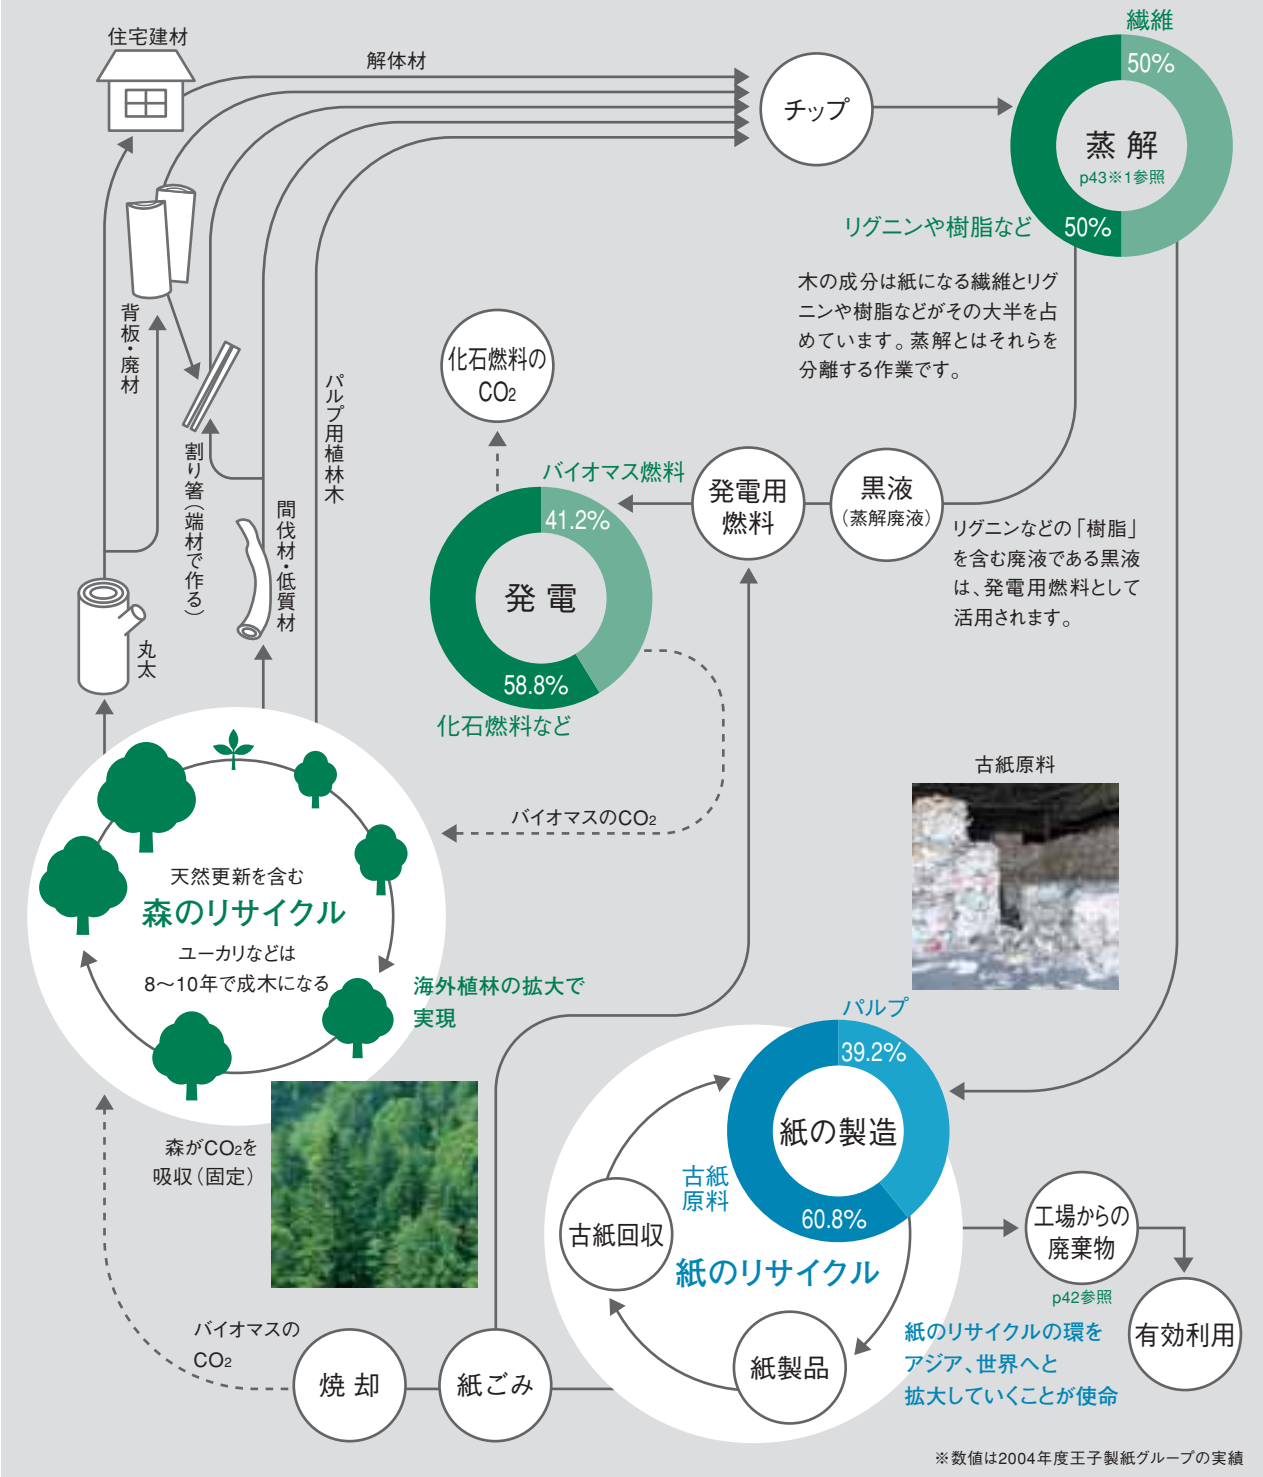 住宅建材
解体材
チップ
繊維
50%
蒸解
p43※1参照
50%
リグニンや樹脂など
木の成分は紙になる繊維とリグ
ニンや樹脂などがその大半を占
めています。蒸解とはそれらを
分離する作業です。
背板・廃材
割り箸（端材で作る）
間伐材・低質材
パルプ用植林木
丸太
化石燃料の
CO2
バイオマス燃料
41.2%
発電
58.8%
化石燃料など
発電用
燃料
黒液
（蒸解廃液）
リグニンなどの「樹脂」
を含む廃液である黒液
は、発電用燃料として
活用されます。
バイオマスのCO2
天然更新を含む
森のリサイクル
ユーカリなどは
8〜10年で成木になる
海外植林の拡大で
実現
森がCO2を
吸収（固定）
古紙原料
パルプ
39.2%
紙の製造
古紙
原料
60.8%
古紙回収
紙のリサイクル
紙製品
工場からの
廃棄物
p42参照
有効利用
紙のリサイクルの環を
アジア、世界へと
拡大していくことが使命
バイオマスの
CO2
焼却
紙ごみ
※数値は2004年度王子製紙グループの実績